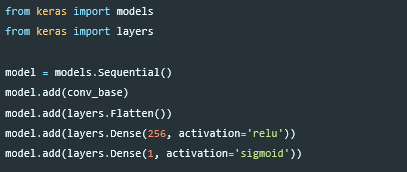 from keras import models
from keras import layers
model = models.Sequential()
model.add(conv_base)
model.add(layers.Flatten())
model.add(layers.Dense(256, activation='relu'))
model.add(layers.Dense(1, activation='sigmoid'))